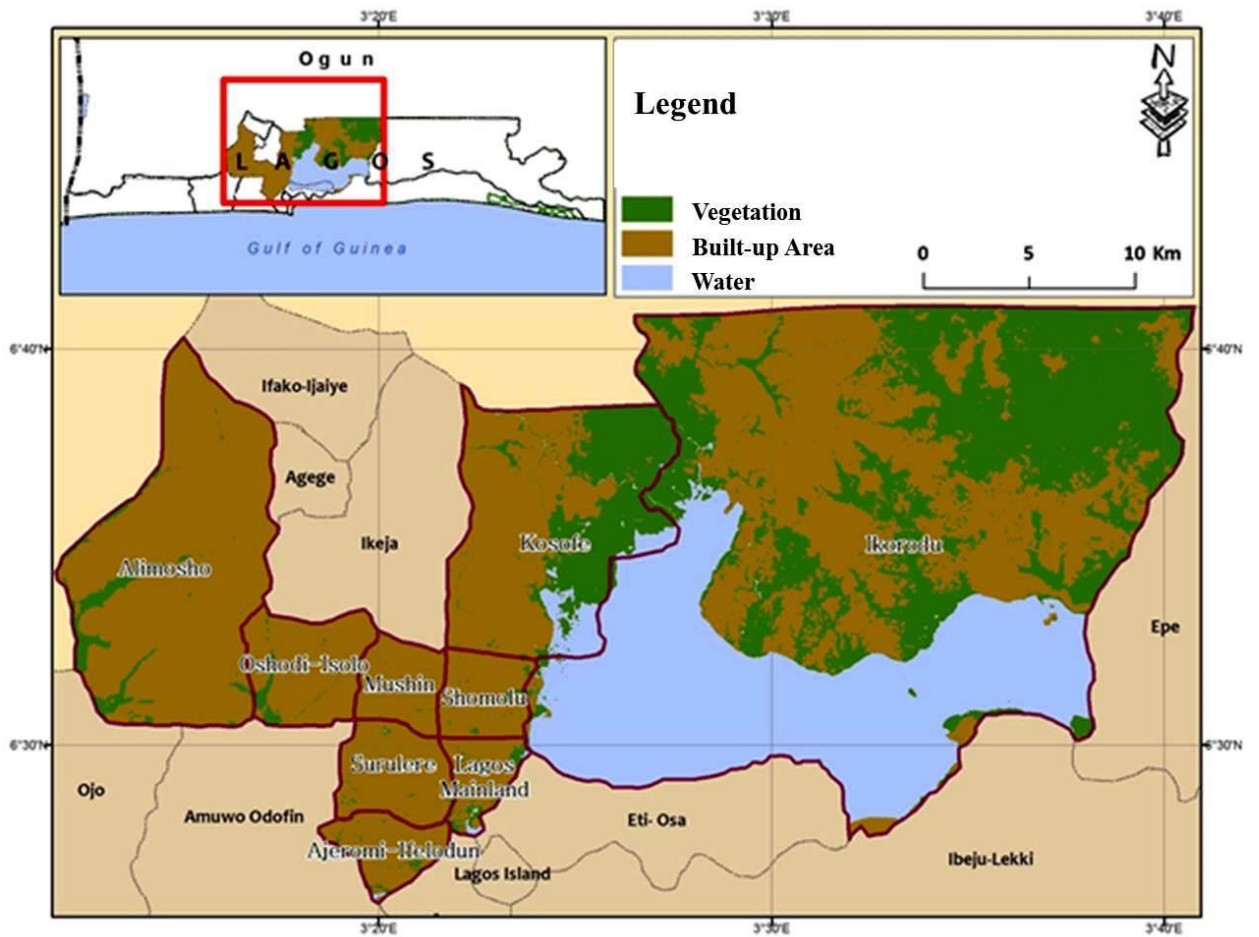 3°20'E 3°30'E 3°40'E
Ogun
LAGOS
Gulf of Guinea
N
Legend
Vegetation
Built-up Area
Water
0 5 10 Km
6°40'N 6°40'N
Ifako-Ijaiye
Agege
Ikeja
Kosofe
Ikorodu
Alimosho
Epe
Oshodi-Isolo
Mushin
Shomolu
6°30'N 6°30'N
Surulere
Lagos
Mainland
Ojo
Amuwo Odofin
Eti- Osa
Ajeromi-Ifelodun
Lagos Island
Ibeju-Lekki
3°20'E 3°30'E 3°40'E